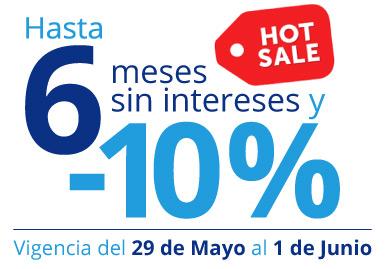 Hasta
6 meses
sin intereses y
-10%
HOT
SALE
Vigencia del 29 de Mayo al 1 de Junio